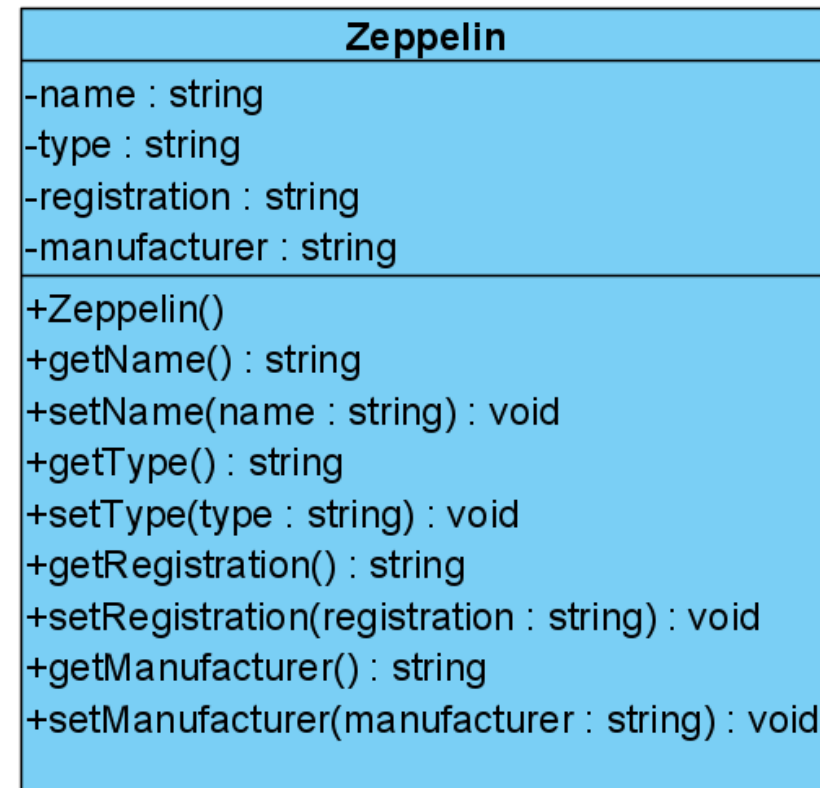 Zeppelin
-name : string
-type : string
-registration : string
-manufacturer : string
+Zeppelin()
+getName() : string
+setName(name : string) : void
+getType() : string
+setType(type : string) : void
+getRegistration() : string
+setRegistration(registration : string) : void
+getManufacturer() : string
+setManufacturer(manufacturer : string) : void